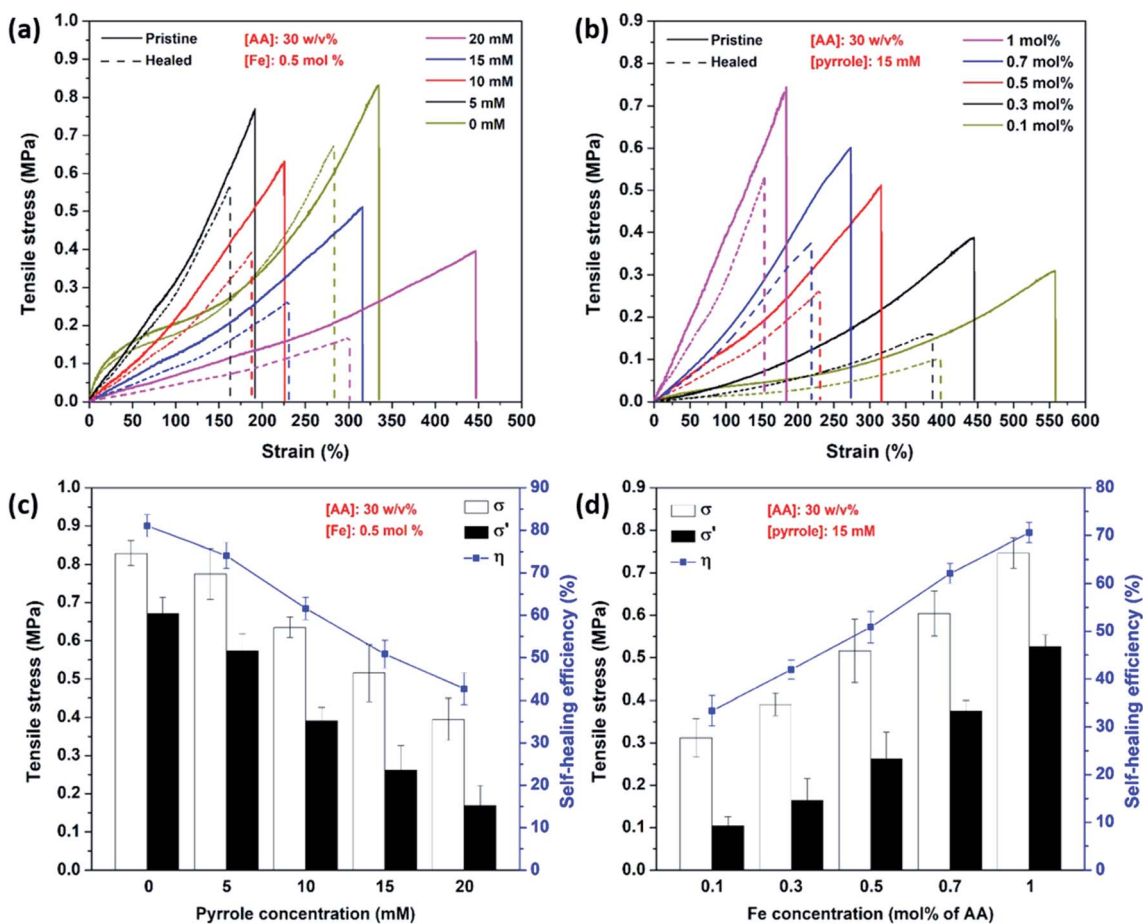 (a)
Pristine
Healed
[AA]: 30 w/v%
[Fe]: 0.5 mol %
20 mM
15 mM
10 mM
5 mM
0 mM
Tensile stress (MPa)
1.0
0.9
0.8
0.7
0.6
0.5
0.4
0.3
0.2
0.1
0.0
0 50 100 150 200 250 300 350 400 450 500
Strain (%)
(b)
Pristine
Healed
[AA]: 30 w/v%
[pyrrole]: 15 mM
1 mol%
0.7 mol%
0.5 mol%
0.3 mol%
0.1 mol%
Tensile stress (MPa)
0.9
0.8
0.7
0.6
0.5
0.4
0.3
0.2
0.1
0.0
0 50 100 150 200 250 300 350 400 450 500 550 600
Strain (%)
(c)
[AA]: 30 w/v%
[Fe]: 0.5 mol %
σ
σ'
η
Tensile stress (MPa)
1.0
0.9
0.8
0.7
0.6
0.5
0.4
0.3
0.2
0.1
0.0
0 5 10 15 20
Pyrrole concentration (mM)
90
80
70
60
50
40
30
20
10
0
Self-healing efficiency (%)
(d)
σ
σ'
η
[AA]: 30 w/v%
[pyrrole]: 15 mM
Tensile stress (MPa)
0.9
0.8
0.7
0.6
0.5
0.4
0.3
0.2
0.1
0.0
0.1 0.3 0.5 0.7 1
Fe concentration (mol% of AA)
80
70
60
50
40
30
20
10
0
Self-healing efficiency (%)